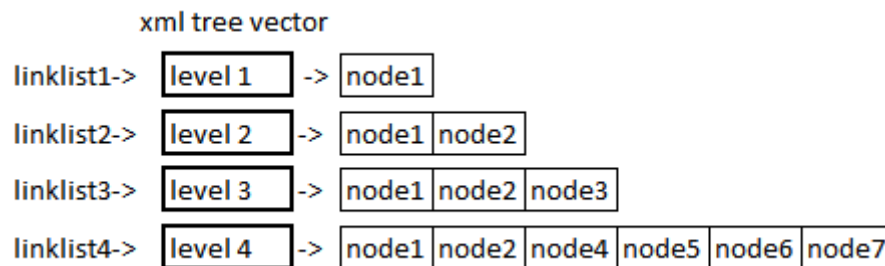 xml tree vector
linklist1-> level 1 -> node1
linklist2-> level 2 -> node1 node2
linklist3-> level 3 -> node1 node2 node3
linklist4-> level 4 -> node1 node2 node4 node5 node6 node7